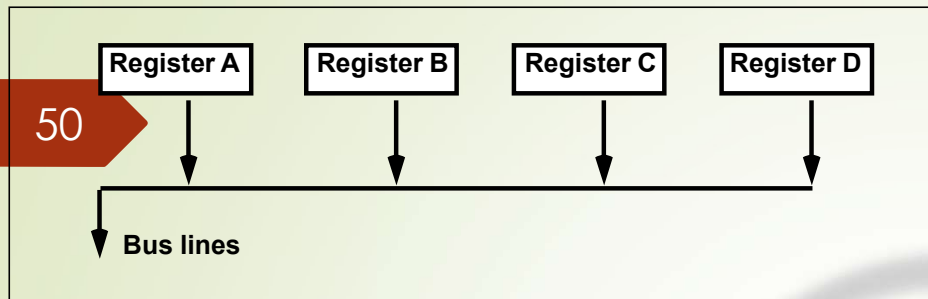 Register A
Register B
Register C
Register D
50
Bus lines